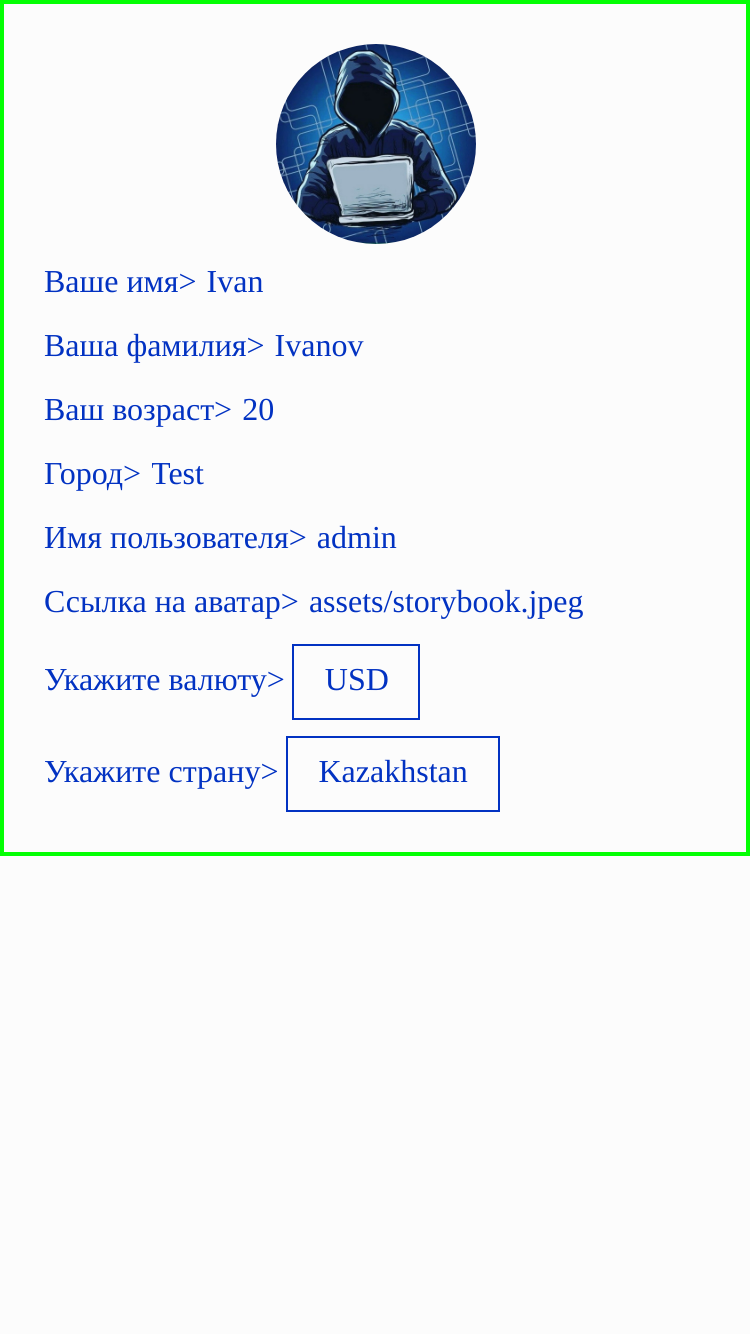 Ваше имя> Ivan
Ваша фамилия> Ivanov
Ваш возраст> 20
Город> Test
Имя пользователя> admin
Ссылка на аватар> assets/storybook.jpeg
Укажите валюту> USD
Укажите страну> Kazakhstan